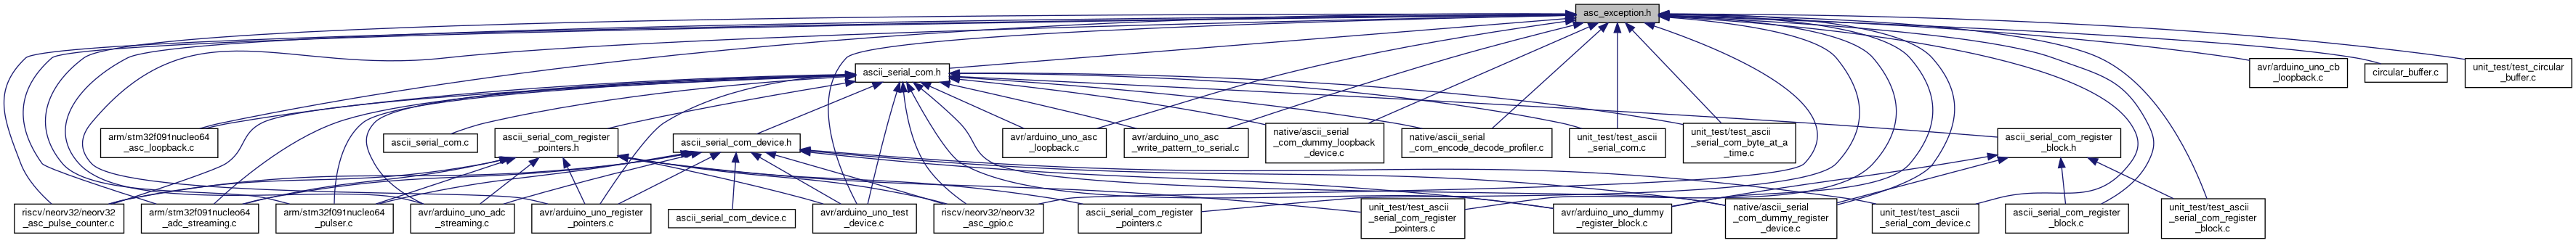 asc_exception.h
ascii_serial_com.h
avr/arduino_uno_cb
_loopback.c
circular_buffer.c
unit_test/test_circular
_buffer.c
arm/stm32f091nucleo64
_asc_loopback.c
ascii_serial_com.c
ascii_serial_com_register
_pointers.h
ascii_serial_com_device.h
avr/arduino_uno_asc
_loopback.c
avr/arduino_uno_asc
_write_pattern_to_serial.c
native/ascii_serial
_com_dummy_loopback
_device.c
native/ascii_serial
_com_encode_decode_profiler.c
unit_test/test_ascii
_serial_com.c
unit_test/test_ascii
_serial_com_byte_at_a
_time.c
ascii_serial_com_register
_block.h
riscv/neorv32/neorv32
_asc_pulse_counter.c
arm/stm32f091nucleo64
_adc_streaming.c
arm/stm32f091nucleo64
_pulser.c
avr/arduino_uno_adc
_streaming.c
avr/arduino_uno_register
_pointers.c
ascii_serial_com_device.c
avr/arduino_uno_test
_device.c
riscv/neorv32/neorv32
_asc_gpio.c
ascii_serial_com_register
_pointers.c
unit_test/test_ascii
_serial_com_register
_pointers.c
avr/arduino_uno_dummy
_register_block.c
native/ascii_serial
_com_dummy_register
_device.c
unit_test/test_ascii
_serial_com_device.c
ascii_serial_com_register
_block.c
unit_test/test_ascii
_serial_com_register
_block.c